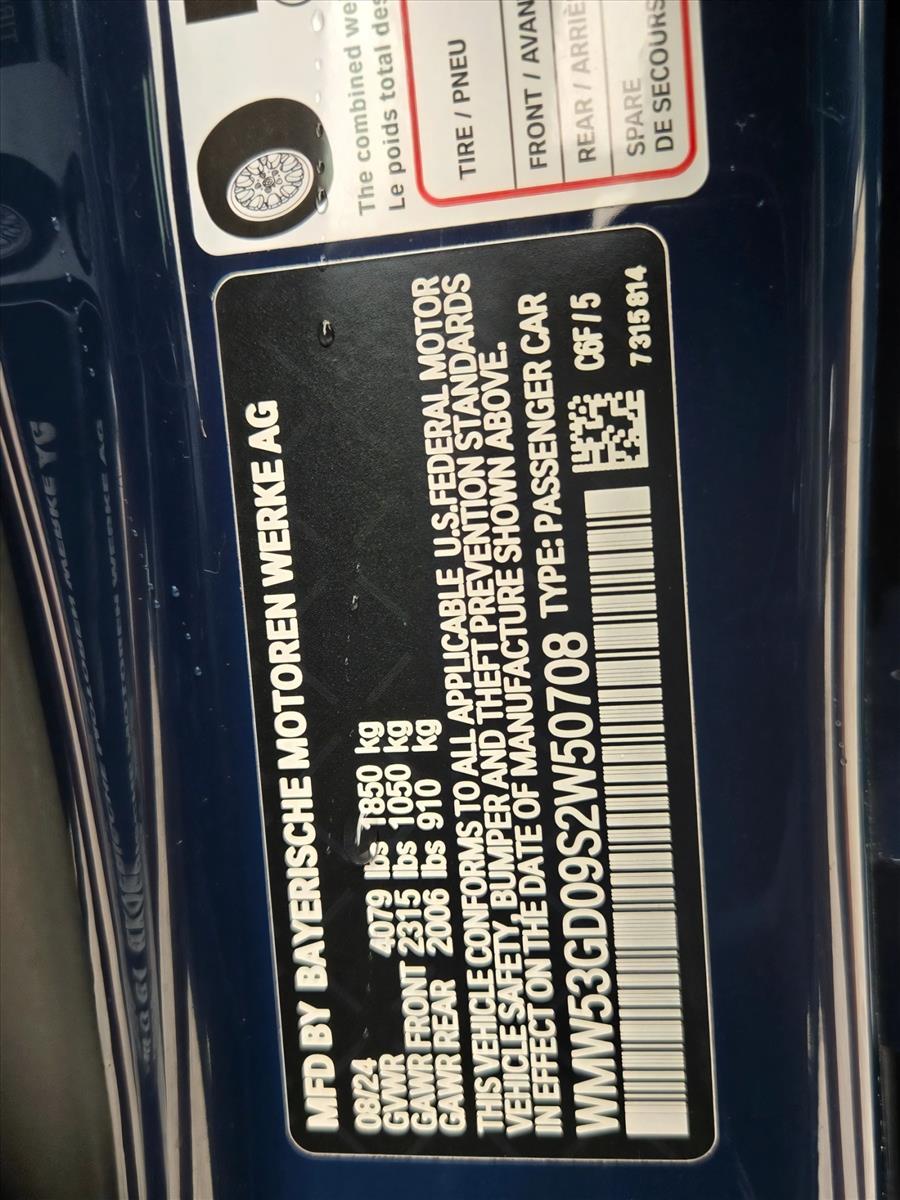 The combined we
Le poids total des
TIRE / PNEU
FRONT / AVAN
REAR / ARRIÈ
SPARE
DE SECOURS
MFD BY BAYERISCHE MOTOREN WERKE AG
08/24
GVWR 4079 lbs 1850 kg
GAWR FRONT 2315 lbs 1050 kg
GAWR REAR 2006 lbs 910 kg
THIS VEHICLE CONFORMS TO ALL APPLICABLE U.S.FEDERAL MOTOR
VEHICLE SAFETY, BUMPER AND THEFT PREVENTION STANDARDS
IN EFFECT ON THE DATE OF MANUFACTURE SHOWN ABOVE.
WMW53GD09S2W50708 TYPE: PASSENGER CAR
C6F / 5
7315814